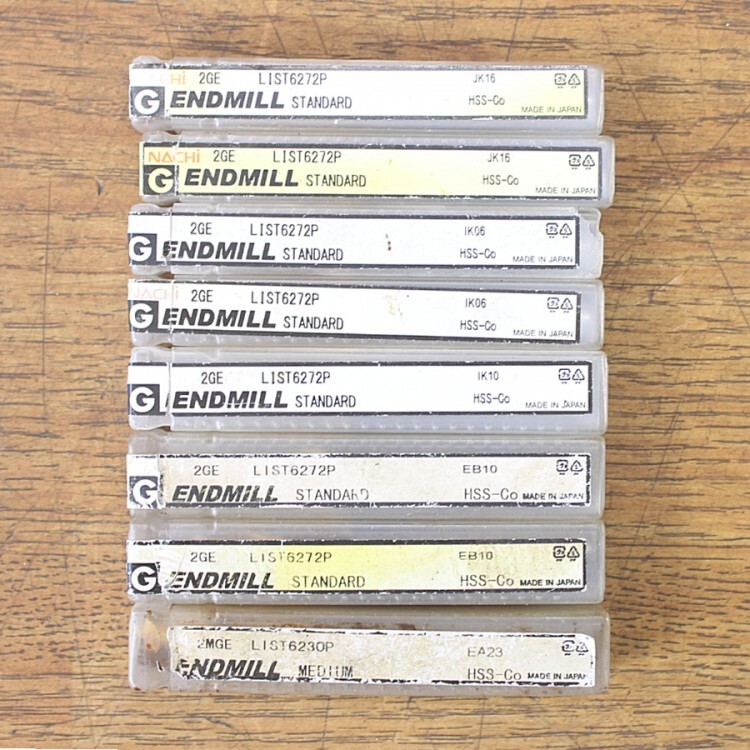 2GE LIST6272P JK16
G ENDMILL STANDARD HSS-Co MADE IN JAPAN
NACHi 2GE LIST6272P JK16
G ENDMILL STANDARD HSS-Co MADE IN JAPAN
2GE LIST6272P IK06
G ENDMILL STANDARD HSS-Co MADE IN JAPAN
NACHi 2GE LIST6272P IK06
G ENDMILL STANDARD HSS-Co MADE IN JAPAN
2GE LIST6272P IK10
G ENDMILL STANDARD HSS-Co MADE IN JAPAN
2GE LIST6272P EB10
G ENDMILL STANDARD HSS-Co MADE IN JAPAN
2GE LIST6272P EB10
G ENDMILL STANDARD HSS-Co MADE IN JAPAN
2MGE LIST6230P EA23
ENDMILL MEDIUM HSS-Co MADE IN JAPAN